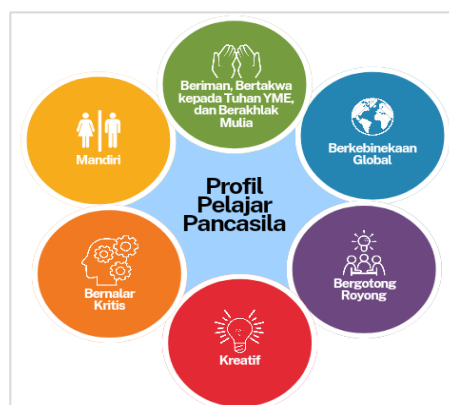 Beriman, Bertakwa
kepada Tuhan YME,
dan Berakhlak
Mulia
Mandiri
Berkebinekaan
Global
Profil
Pelajar
Pancasila
Bernalar
Kritis
Bergotong
Royong
Kreatif